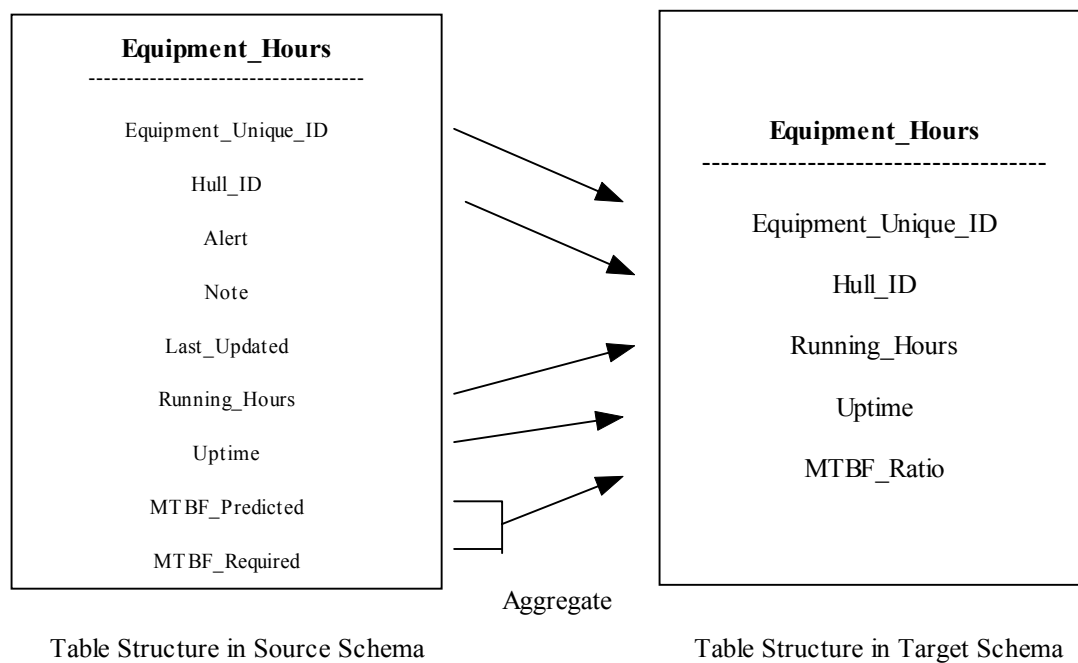 Equipment_Hours
------------------------------------
Equipment_Unique_ID
Hull_ID
Alert
Note
Last_Updated
Running_Hours
Uptime
MTBF_Predicted
MTBF_Required
Equipment_Hours
------------------------------------
Equipment_Unique_ID
Hull_ID
Running_Hours
Uptime
MTBF_Ratio
Aggregate
Table Structure in Source Schema
Table Structure in Target Schema